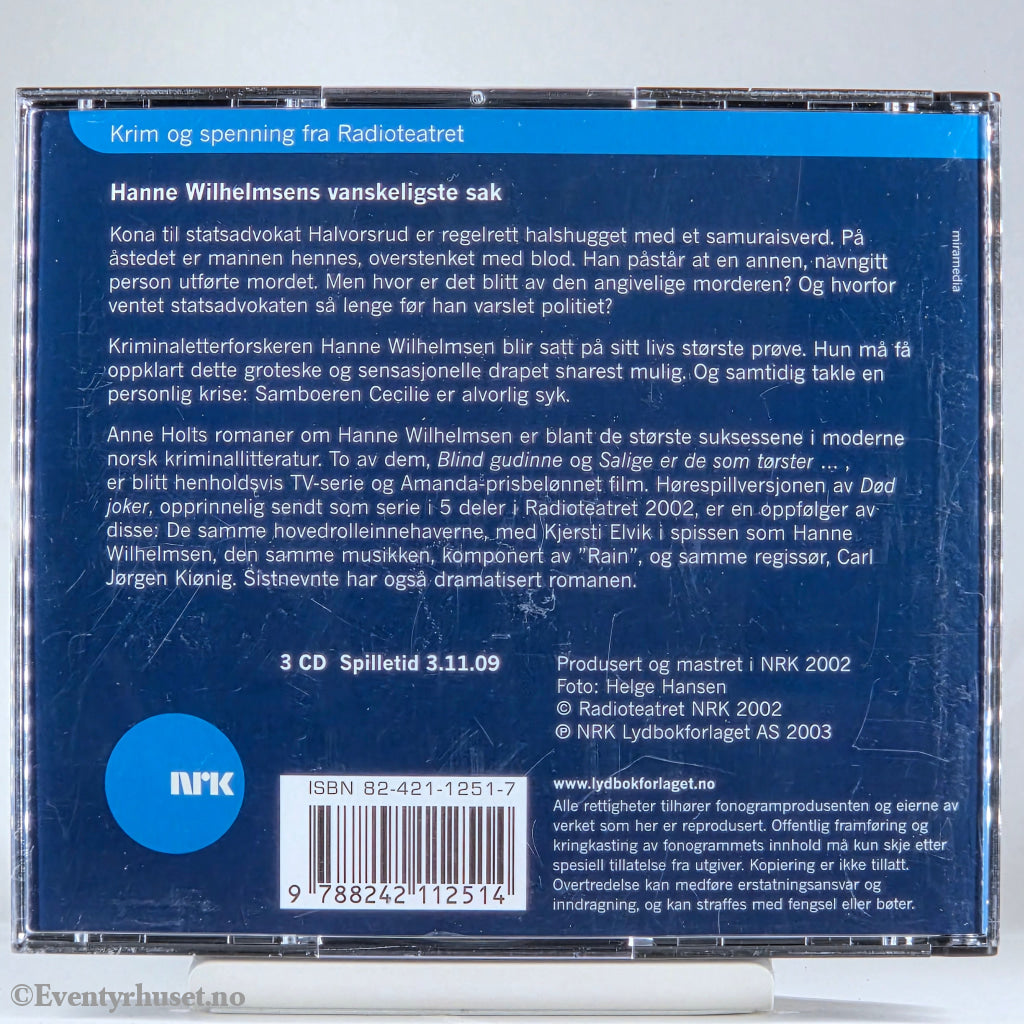 Krim og spenning fra Radioteatret
Hanne Wilhelmsens vanskeligste sak
Kona til statsadvokat Halvorsrud er regelrett halshugget med et samuraisverd. På
åstedet er mannen hennes, overstenket med blod. Han påstår at en annen, navngitt
person utførte mordet. Men hvor er det blitt av den angivelige morderen? Og hvorfor
ventet statsadvokaten så lenge før han varslet politiet?
Kriminaletterforskeren Hanne Wilhelmsen blir satt på sitt livs største prøve. Hun må få
oppklart dette groteske og sensasjonelle drapet snarest mulig. Og samtidig takle en
personlig krise: Samboeren Cecilie er alvorlig syk.
Anne Holts romaner om Hanne Wilhelmsen er blant de største suksessene i moderne
norsk kriminallitteratur. To av dem, Blind gudinne og Salige er de som tørster ... ,
er blitt henholdsvis TV-serie og Amanda-prisbelønnet film. Hørespillversjonen av Død
joker, opprinnelig sendt som serie i 5 deler i Radioteatret 2002, er en oppfølger av
disse: De samme hovedrolleinnehaverne, med Kjersti Elvik i spissen som Hanne
Wilhelmsen, den samme musikken, komponert av ”Rain”, og samme regissør, Carl
Jørgen Kiønig. Sistnevnte har også dramatisert romanen.
miramedia
3 CD Spilletid 3.11.09
Produsert og mastret i NRK 2002
Foto: Helge Hansen
© Radioteatret NRK 2002
℗ NRK Lydbokforlaget AS 2003
NRK
ISBN 82-421-1251-7
9 788242 112514
www.lydbokforlaget.no
Alle rettigheter tilhører fonogramprodusenten og eierne av
verket som her er reprodusert. Offentlig framføring og
kringkasting av fonogrammets innhold må kun skje etter
spesiell tillatelse fra utgiver. Kopiering er ikke tillatt.
Overtredelse kan medføre erstatningsansvar og
inndragning, og kan straffes med fengsel eller bøter.
©Eventyrhuset.no